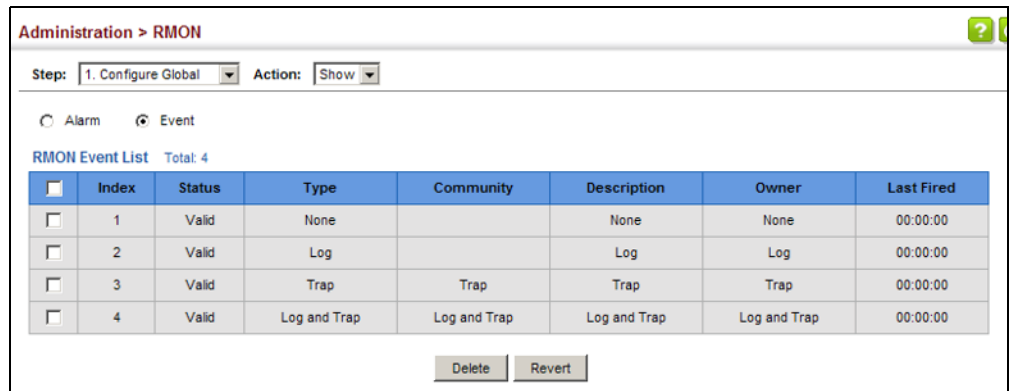 Administration > RMON
?
Step: 1. Configure Global Action: Show
Alarm Event
RMON Event List Total: 4
Index Status Type Community Description Owner Last Fired
1 Valid None None None 00:00:00
2 Valid Log Log Log 00:00:00
3 Valid Trap Trap Trap Trap 00:00:00
4 Valid Log and Trap Log and Trap Log and Trap Log and Trap 00:00:00
Delete Revert